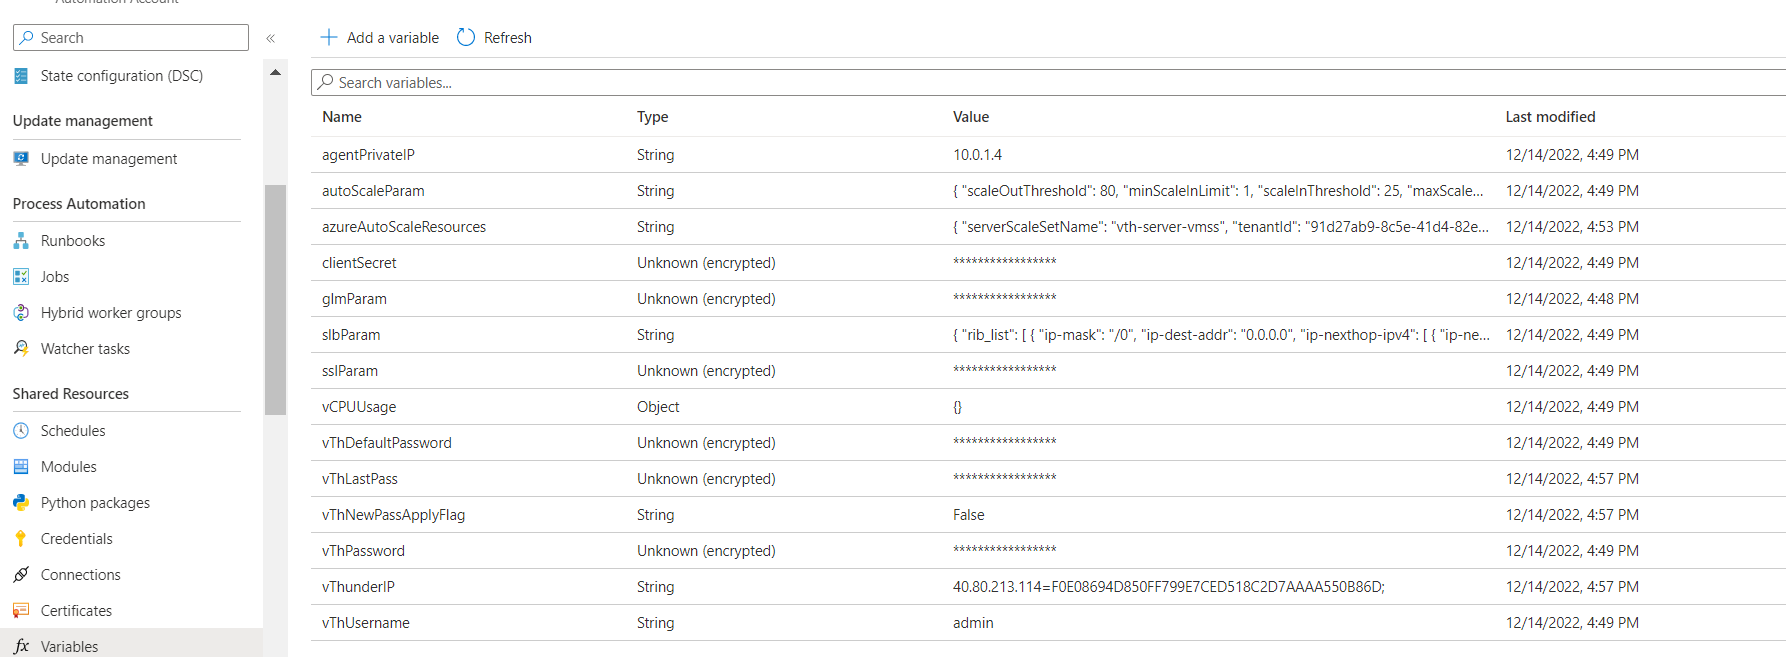 Automation Account
Search
«
State configuration (DSC)
Update management
Update management
Process Automation
Runbooks
Jobs
Hybrid worker groups
Watcher tasks
Shared Resources
Schedules
Modules
Python packages
Credentials
Connections
Certificates
fx Variables
Add a variable Refresh
Search variables...
Name Type Value Last modified
agentPrivateIP String 10.0.1.4 12/14/2022, 4:49 PM
autoScaleParam String { "scaleOutThreshold": 80, "minScaleInLimit": 1, "scaleInThreshold": 25, "maxScale... 12/14/2022, 4:49 PM
azureAutoScaleResources String { "serverScaleSetName": "vth-server-vmss", "tenantId": "91d27ab9-8c5e-41d4-82e... 12/14/2022, 4:53 PM
clientSecret Unknown (encrypted) ***************** 12/14/2022, 4:49 PM
glmParam Unknown (encrypted) ***************** 12/14/2022, 4:48 PM
slbParam String { "rib_list": [ { "ip-mask": "/0", "ip-dest-addr": "0.0.0.0", "ip-nexthop-ipv4": [ { "ip-ne... 12/14/2022, 4:49 PM
sslParam Unknown (encrypted) ***************** 12/14/2022, 4:49 PM
vCPUUsage Object {} 12/14/2022, 4:49 PM
vThDefaultPassword Unknown (encrypted) ***************** 12/14/2022, 4:49 PM
vThLastPass Unknown (encrypted) ***************** 12/14/2022, 4:57 PM
vThNewPassApplyFlag String False 12/14/2022, 4:57 PM
vThPassword Unknown (encrypted) ***************** 12/14/2022, 4:49 PM
vThunderIP String 40.80.213.114=F0E08694D850FF799E7CED518C2D7AAAA550B86D; 12/14/2022, 4:57 PM
vThUsername String admin 12/14/2022, 4:49 PM